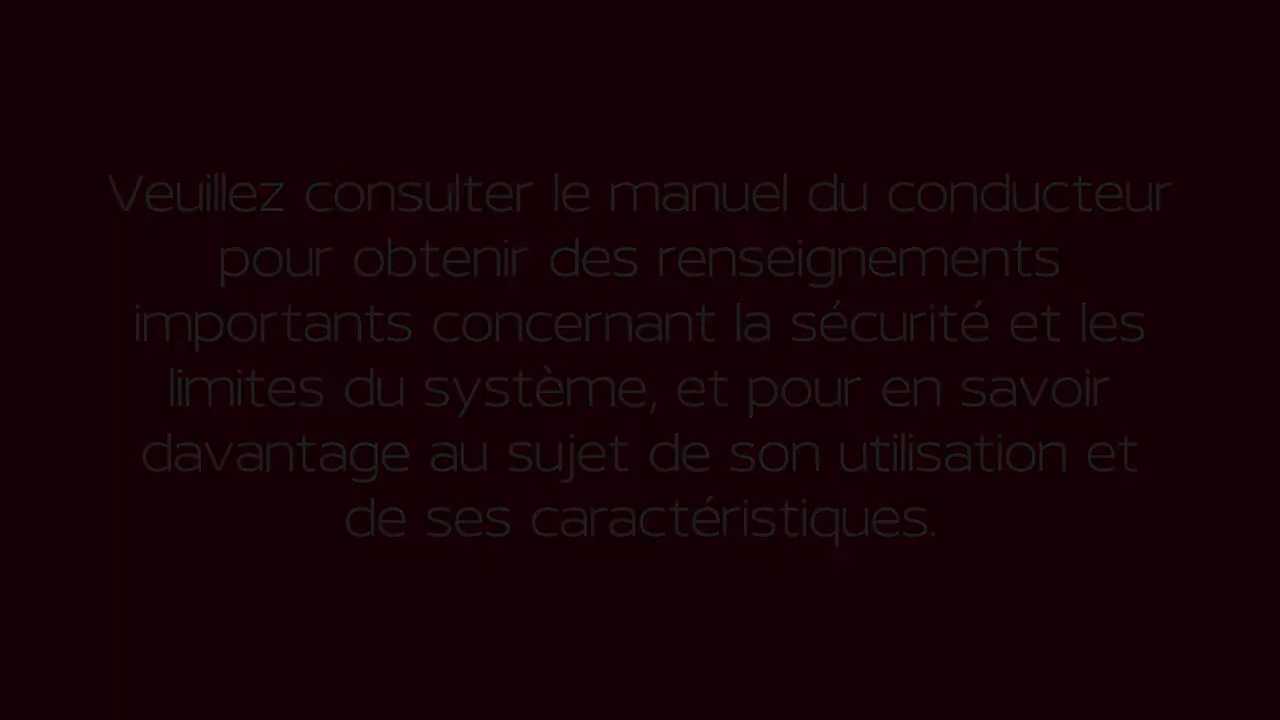 Veuillez consulter le manuel du conducteur
pour obtenir des renseignements
importants concernant la sécurité et les
limites du système, et pour en savoir
davantage au sujet de son utilisation et
de ses caractéristiques.